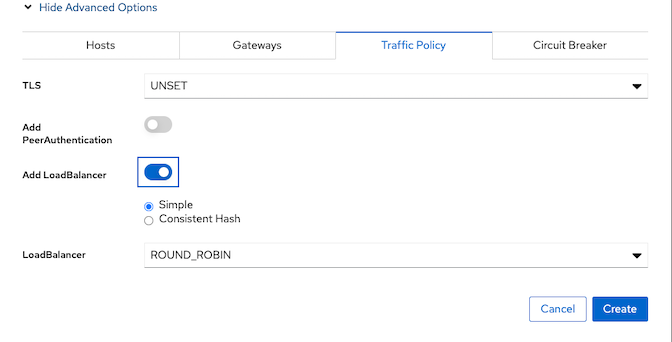 Hide Advanced Options
Hosts Gateways Traffic Policy Circuit Breaker
TLS UNSET
Add
PeerAuthentication
Add LoadBalancer
Simple
Consistent Hash
LoadBalancer ROUND_ROBIN
Cancel Create